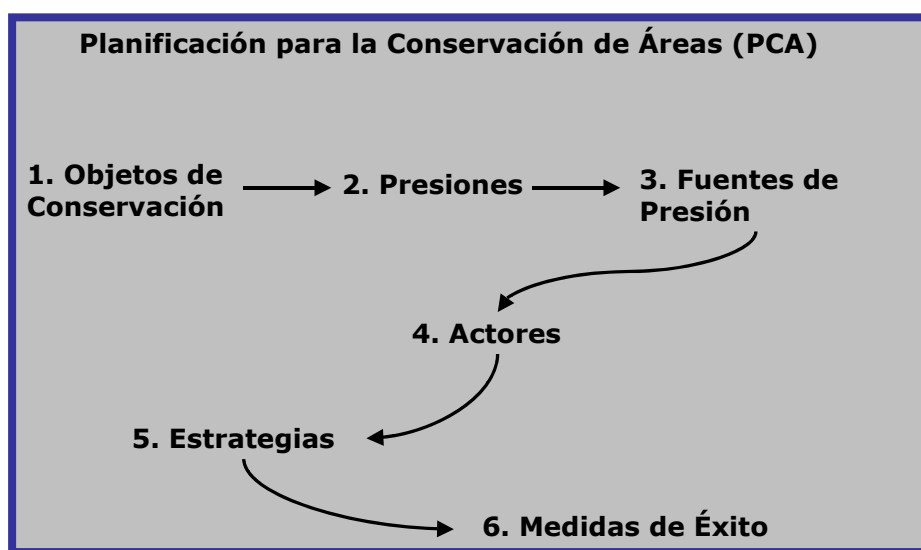 Planificación para la Conservación de Áreas (PCA)
1. Objetos de
Conservación
2. Presiones
3. Fuentes de
Presión
4. Actores
5. Estrategias
6. Medidas de Éxito